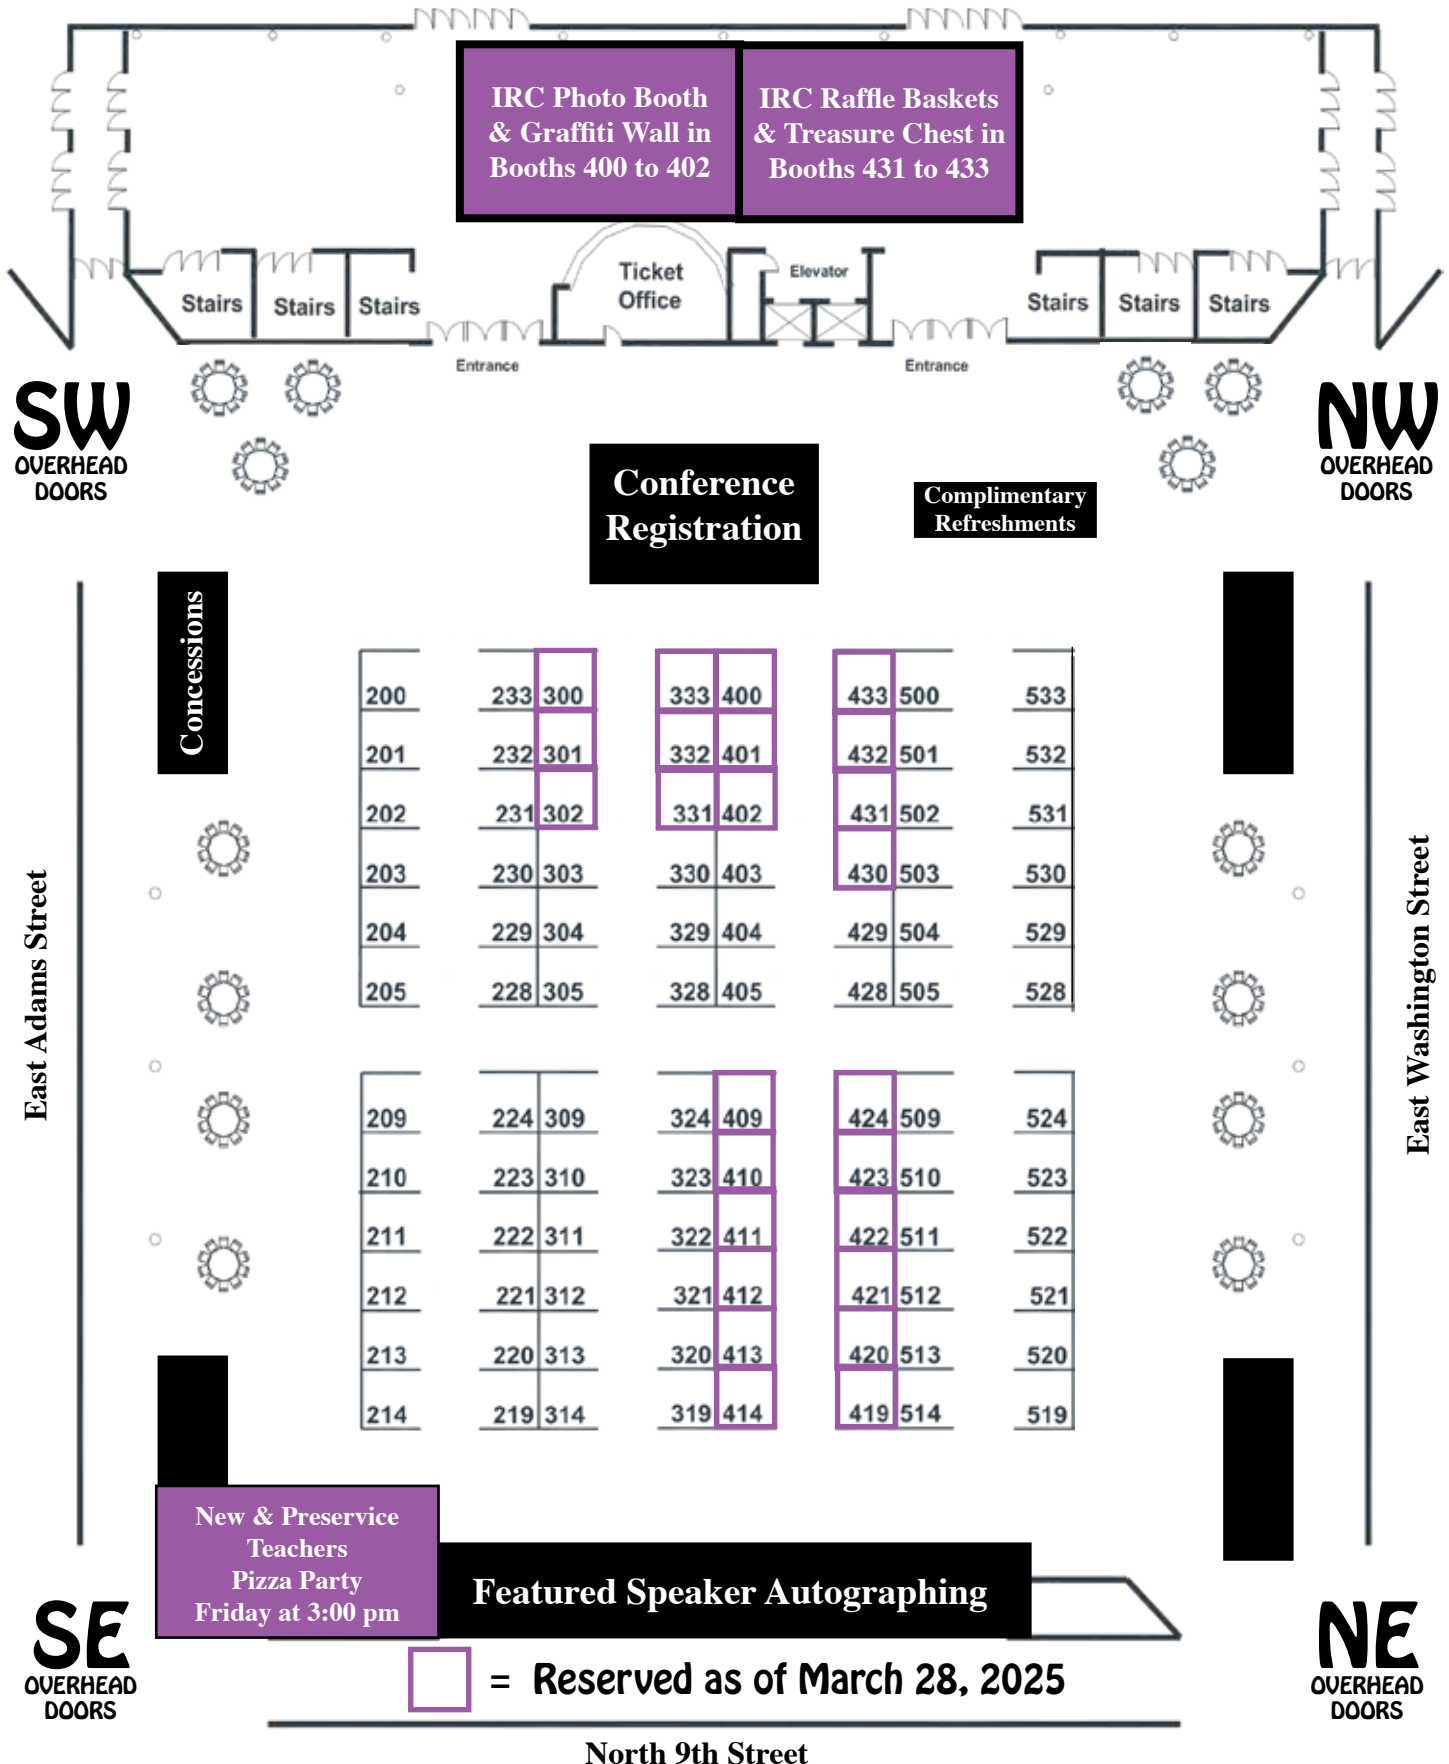 IRC Photo Booth
& Graffiti Wall in
Booths 400 to 402
IRC Raffle Baskets
& Treasure Chest in
Booths 431 to 433
Stairs
Stairs
Stairs
Ticket
Office
Elevator
Stairs
Stairs
Stairs
Entrance
Entrance
SW
OVERHEAD
DOORS
NW
OVERHEAD
DOORS
Conference
Registration
Complimentary
Refreshments
Concessions
East Adams Street
East Washington Street
200 233 300 333 400 433 500 533
201 232 301 332 401 432 501 532
202 231 302 331 402 431 502 531
203 230 303 330 403 430 503 530
204 229 304 329 404 429 504 529
205 228 305 328 405 428 505 528
209 224 309 324 409 424 509 524
210 223 310 323 410 423 510 523
211 222 311 322 411 422 511 522
212 221 312 321 412 421 512 521
213 220 313 320 413 420 513 520
214 219 314 319 414 419 514 519
New & Preservice
Teachers
Pizza Party
Friday at 3:00 pm
Featured Speaker Autographing
SE
OVERHEAD
DOORS
NE
OVERHEAD
DOORS
= Reserved as of March 28, 2025
North 9th Street